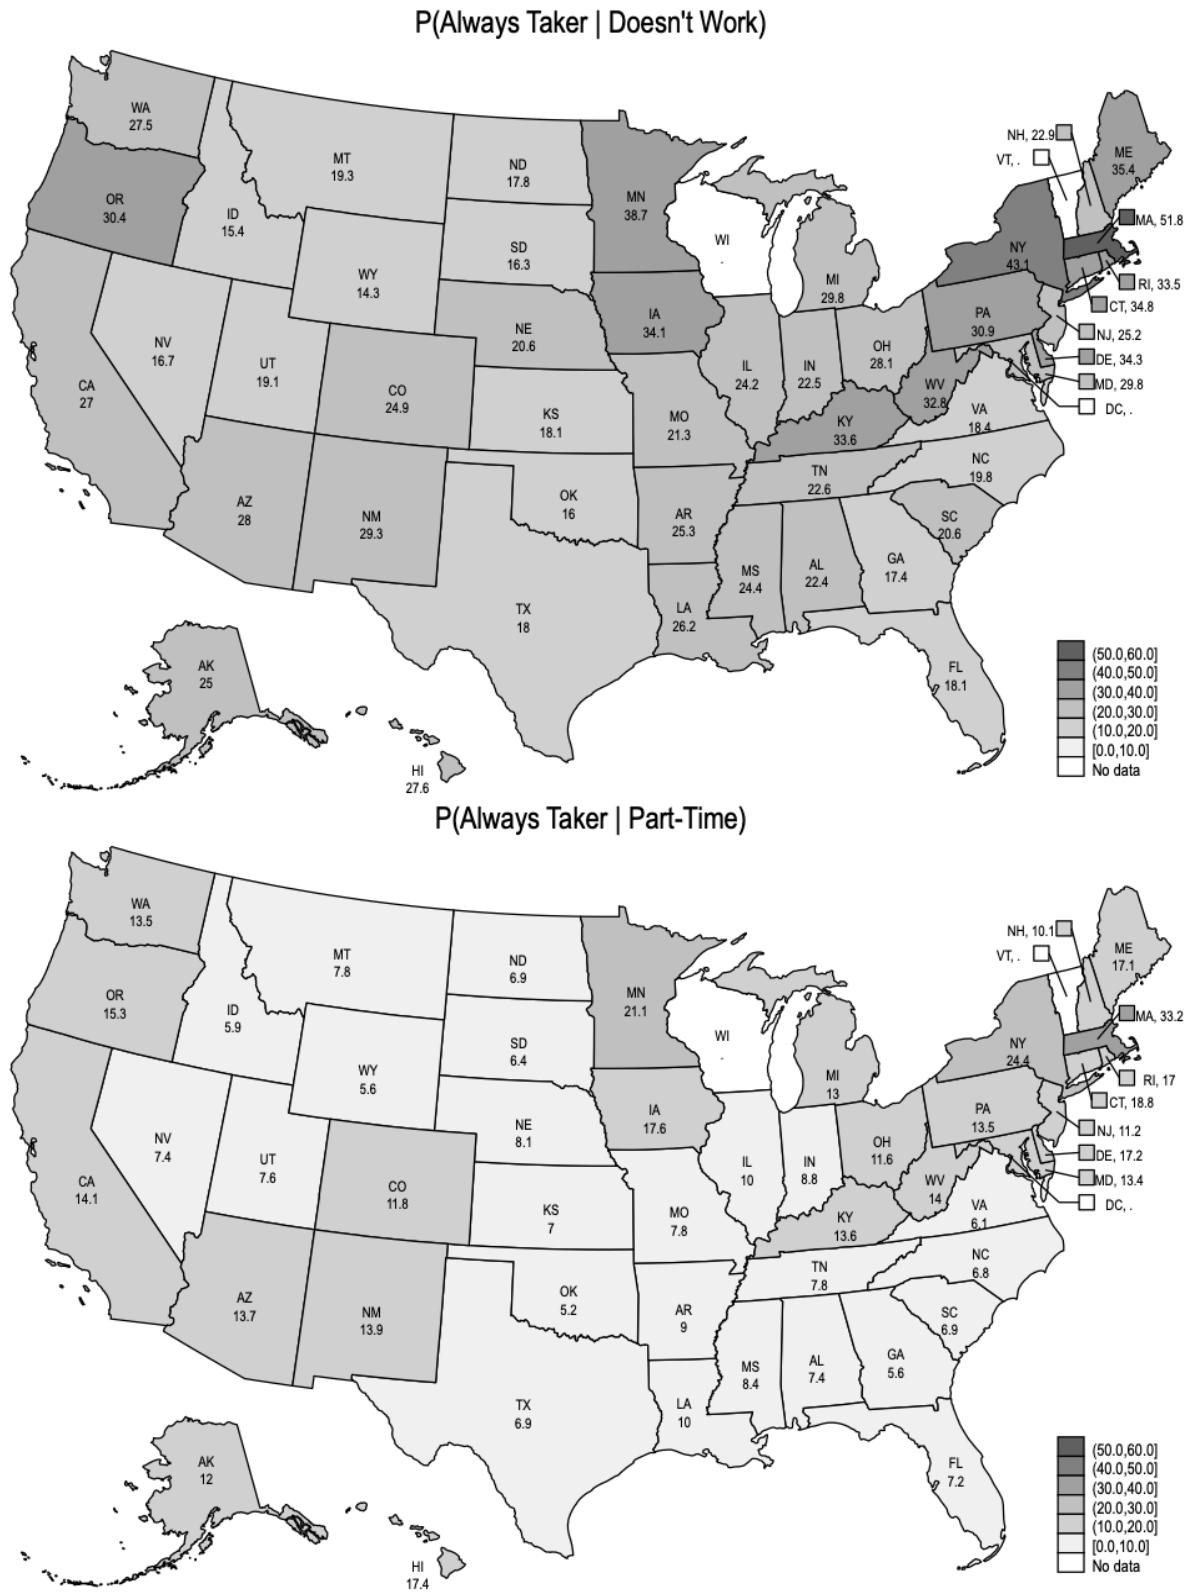 P(Always Taker | Doesn't Work)
WA
27.5
MT
19.3
ND
17.8
MN
38.7
NH, 22.9
VT, .
ME
35.4
OR
30.4
ID
15.4
SD
16.3
WI
.
MA, 51.8
NY
43.1
WY
14.3
MI
29.8
RI, 33.5
CT, 34.8
NE
20.6
IA
34.1
PA
30.9
NJ, 25.2
NV
16.7
UT
19.1
IL
24.2
IN
22.5
OH
28.1
DE, 34.3
CA
27
CO
24.9
WV
32.8
MD, 29.8
DC, .
KS
18.1
MO
21.3
KY
33.6
VA
18.4
NC
19.8
TN
22.6
AZ
28
NM
29.3
OK
16
AR
25.3
SC
20.6
MS
24.4
AL
22.4
GA
17.4
TX
18
LA
26.2
FL
18.1
AK
25
HI
27.6
(50.0,60.0]
(40.0,50.0]
(30.0,40.0]
(20.0,30.0]
(10.0,20.0]
[0.0,10.0]
No data
P(Always Taker | Part-Time)
WA
13.5
MT
7.8
ND
6.9
MN
21.1
NH, 10.1
VT, .
ME
17.1
OR
15.3
ID
5.9
SD
6.4
WI
.
MA, 33.2
NY
24.4
WY
5.6
MI
13
RI, 17
CT, 18.8
NE
8.1
IA
17.6
PA
13.5
NJ, 11.2
NV
7.4
UT
7.6
IL
10
IN
8.8
OH
11.6
DE, 17.2
CA
14.1
CO
11.8
WV
14
MD, 13.4
DC, .
KS
7
MO
7.8
KY
13.6
VA
6.1
NC
6.8
TN
7.8
AZ
13.7
NM
13.9
OK
5.2
AR
9
SC
6.9
MS
8.4
AL
7.4
GA
5.6
TX
6.9
LA
10
FL
7.2
AK
12
HI
17.4
(50.0,60.0]
(40.0,50.0]
(30.0,40.0]
(20.0,30.0]
(10.0,20.0]
[0.0,10.0]
No data